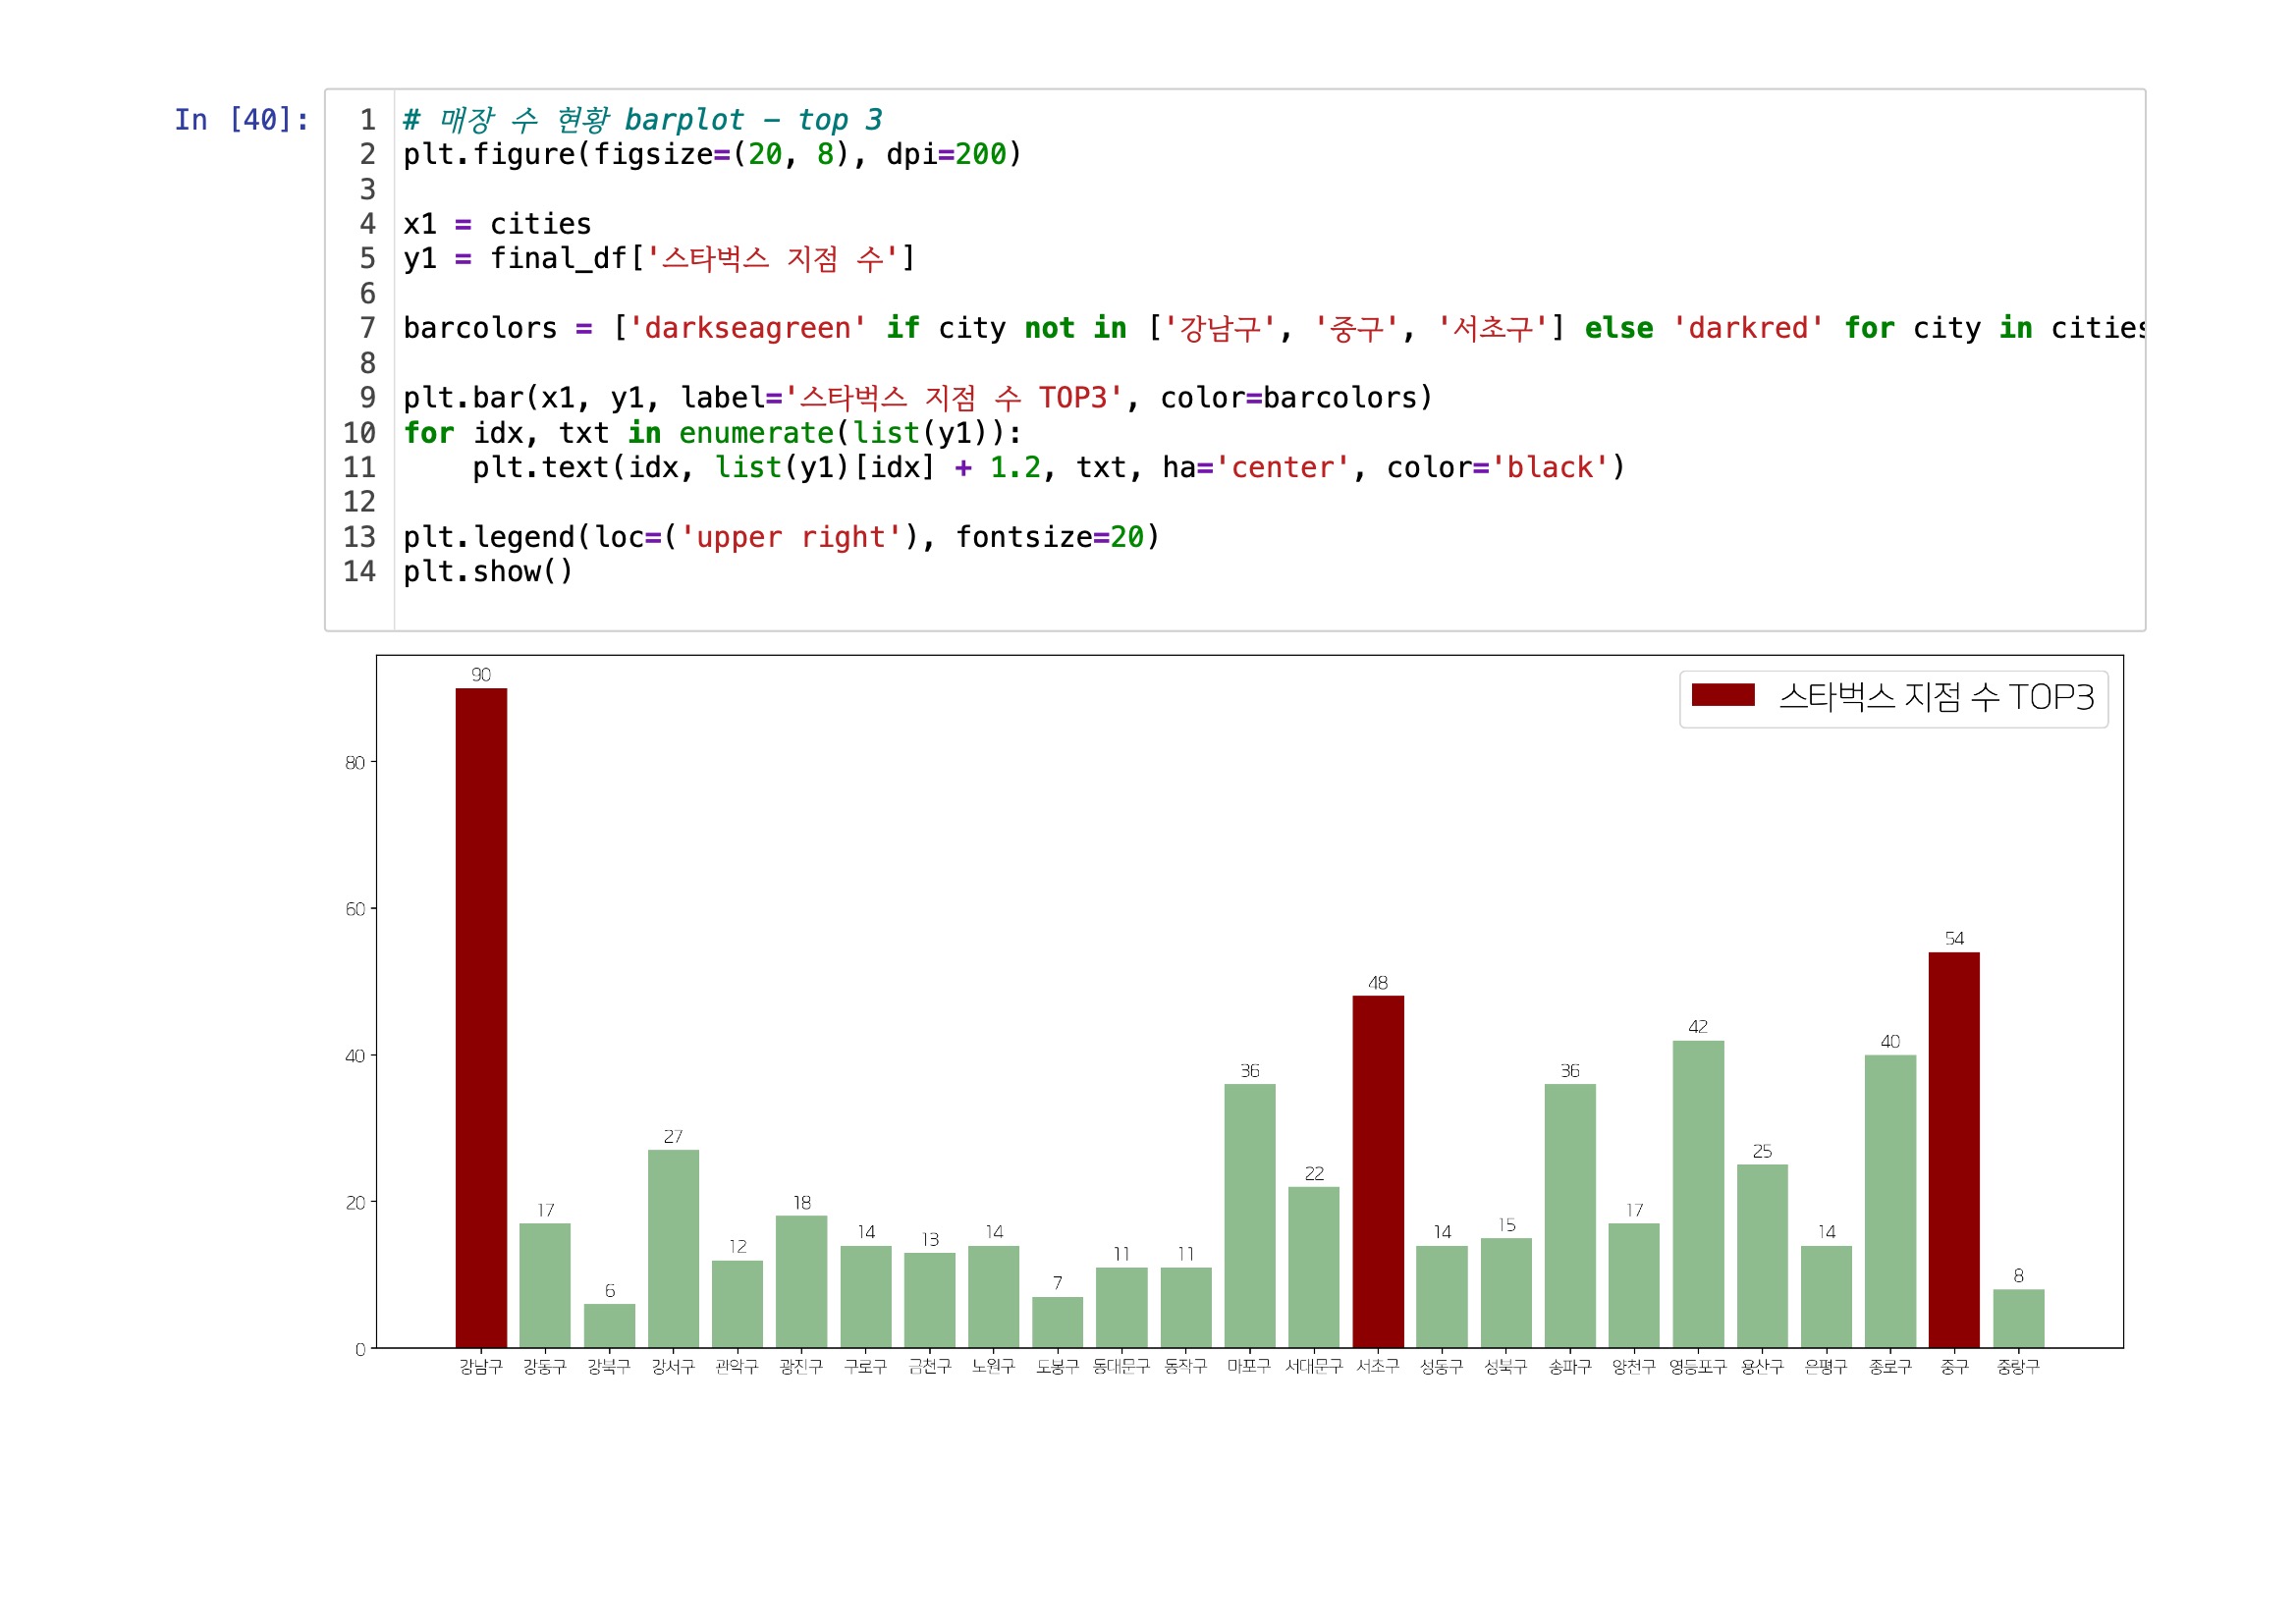 In [40]:
1 # 매장 수 현황 barplot - top 3
2 plt.figure(figsize=(20, 8), dpi=200)
3
4 x1 = cities
5 y1 = final_df['스타벅스 지점 수']
6
7 barcolors = ['darkseagreen' if city not in ['강남구', '중구', '서초구'] else 'darkred' for city in cities
8
9 plt.bar(x1, y1, label='스타벅스 지점 수 TOP3', color=barcolors)
10 for idx, txt in enumerate(list(y1)):
11     plt.text(idx, list(y1)[idx] + 1.2, txt, ha='center', color='black')
12
13 plt.legend(loc=('upper right'), fontsize=20)
14 plt.show()
스타벅스 지점 수 TOP3
80
60
40
20
0
90 17 6 27 12 18 14 13 14 7 11 11 36 22 48 14 15 36 17 42 25 14 40 54 8
강남구 강동구 강북구 강서구 관악구 광진구 구로구 금천구 노원구 도봉구 동대문구 동작구 마포구 서대문구 서초구 성동구 성북구 송파구 양천구 영등포구 용산구 은평구 종로구 중구 중랑구